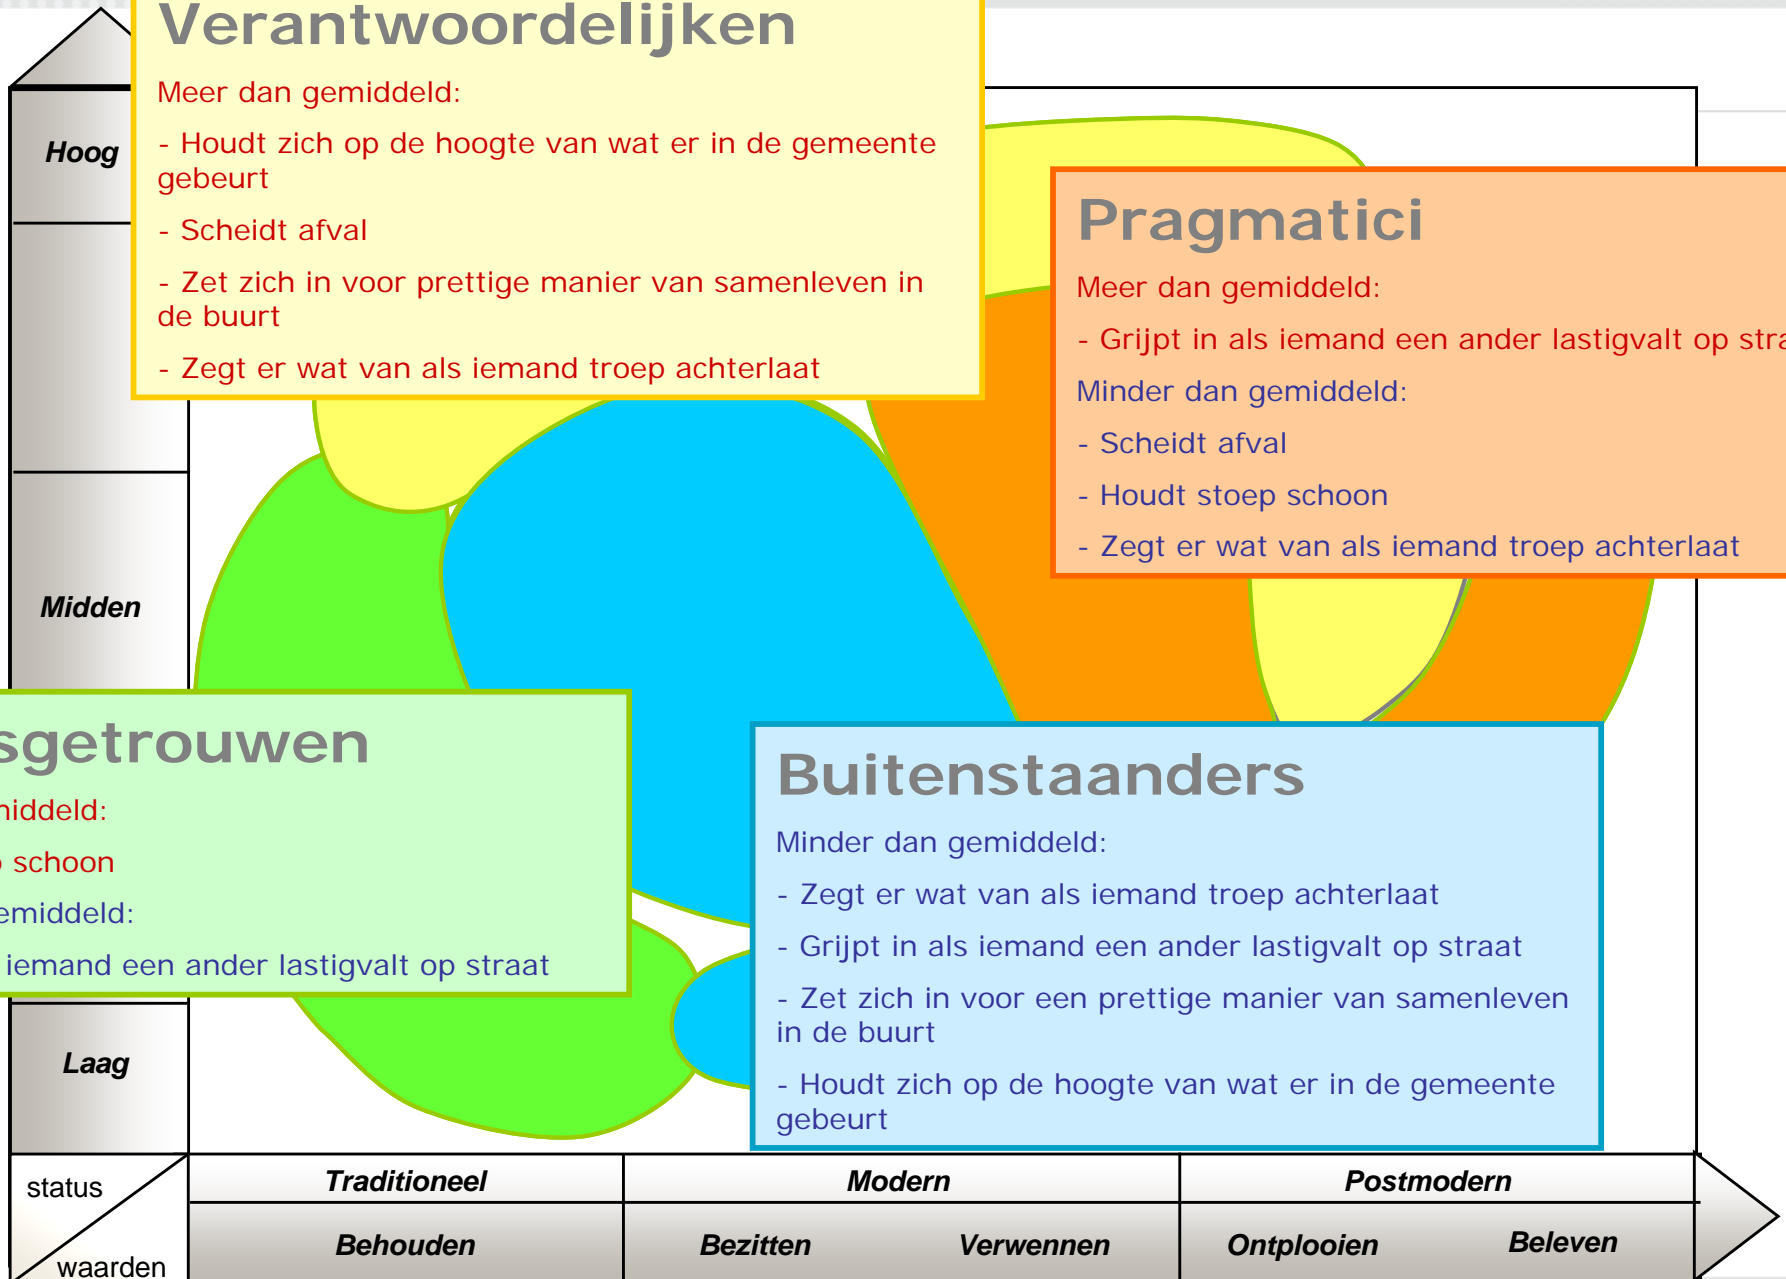 Verantwoordelijken
Meer dan gemiddeld:
- Houdt zich op de hoogte van wat er in de gemeente
gebeurt
- Scheidt afval
- Zet zich in voor prettige manier van samenleven in
de buurt
- Zegt er wat van als iemand troep achterlaat
Pragmatici
Meer dan gemiddeld:
- Grijpt in als iemand een ander lastigvalt op
Minder dan gemiddeld:
- Scheidt afval
- Houdt stoep schoon
- Zegt er wat van als iemand troep achterlaat
sgetrouwen
middeld:
schoon
emiddeld:
iemand een ander lastigvalt op straat
Buitenstaanders
Minder dan gemiddeld:
- Zegt er wat van als iemand troep achterlaat
- Grijpt in als iemand een ander lastigvalt op straat
- Zet zich in voor een prettige manier van samenleven
in de buurt
- Houdt zich op de hoogte van wat er in de gemeente
gebeurt
Hoog
Midden
Laag
status
waarden
Traditioneel
Modern
Postmodern
Behouden
Bezitten
Verwennen
Ontplooien
Beleven